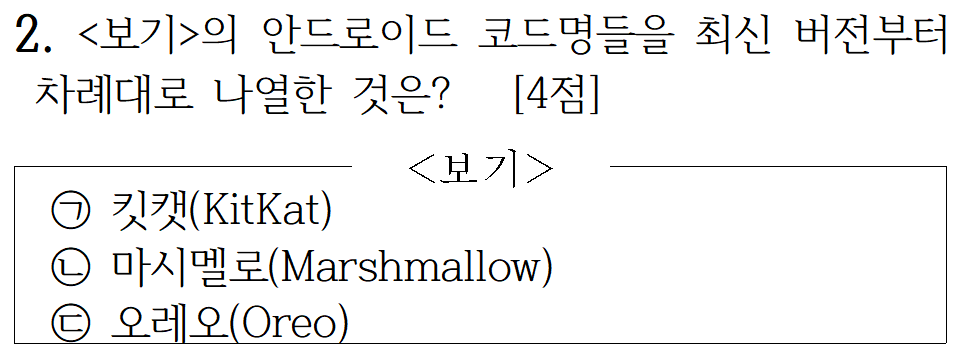 2. <보기>의 안드로이드 코드명들을 최신 버전부터
차례대로 나열한 것은? [4점]
<보기>
㉠ 킷캣(KitKat)
㉡ 마시멜로(Marshmallow)
㉢ 오레오(Oreo)